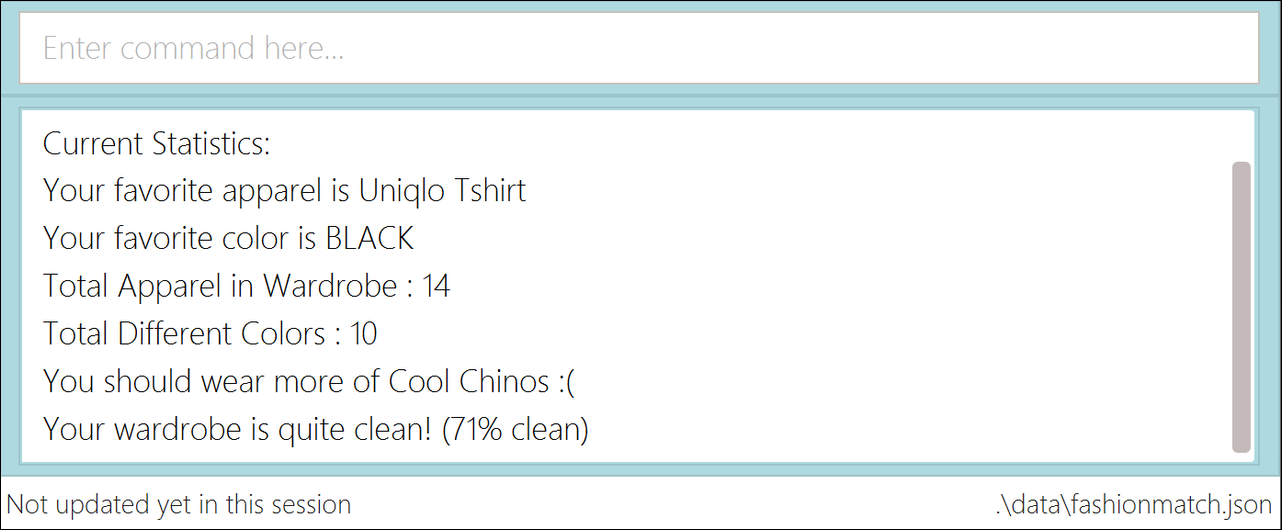 Enter command here...
Current Statistics:
Your favorite apparel is Uniqlo Tshirt
Your favorite color is BLACK
Total Apparel in Wardrobe : 14
Total Different Colors : 10
You should wear more of Cool Chinos :(
Your wardrobe is quite clean! (71% clean)
Not updated yet in this session
.\data\fashionmatch.json